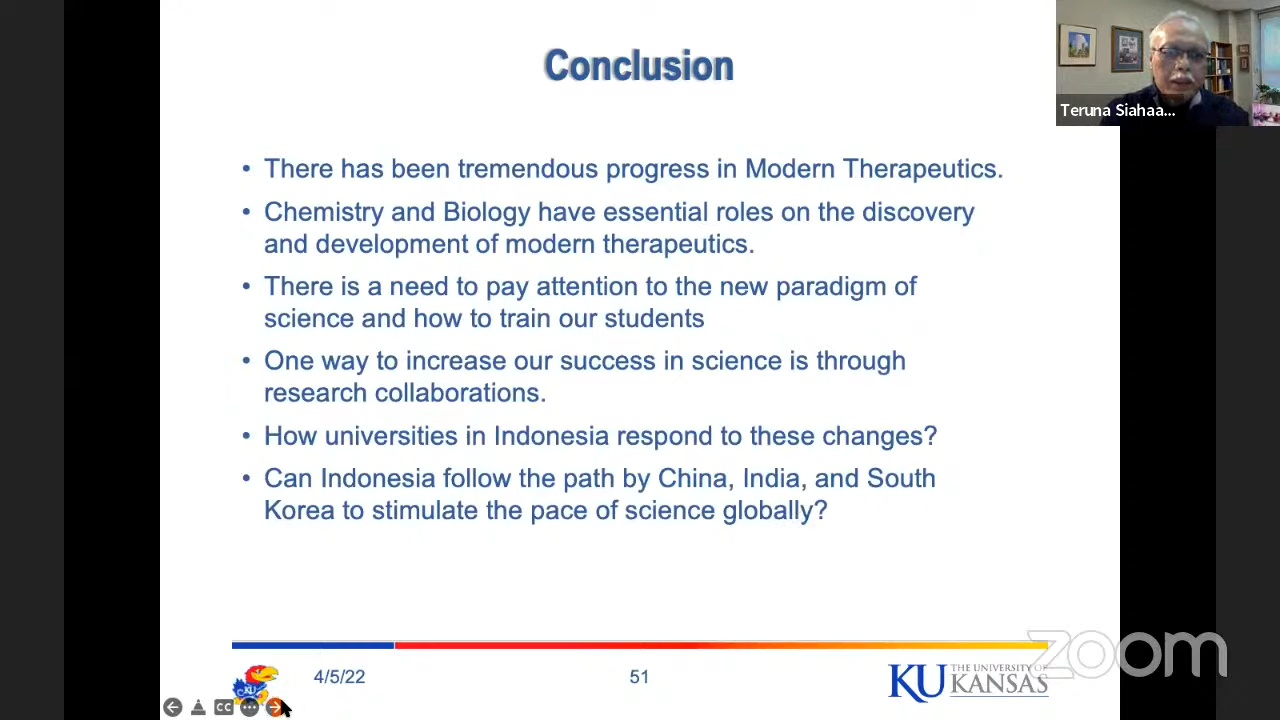 Conclusion
Teruna Siahaa...
• There has been tremendous progress in Modern Therapeutics.
• Chemistry and Biology have essential roles on the discovery
and development of modern therapeutics.
• There is a need to pay attention to the new paradigm of
science and how to train our students
• One way to increase our success in science is through
research collaborations.
• How universities in Indonesia respond to these changes?
• Can Indonesia follow the path by China, India, and South
Korea to stimulate the pace of science globally?
zoom
KU
4/5/22
51
KU THE UNIVERSITY OF
KANSAS
CC